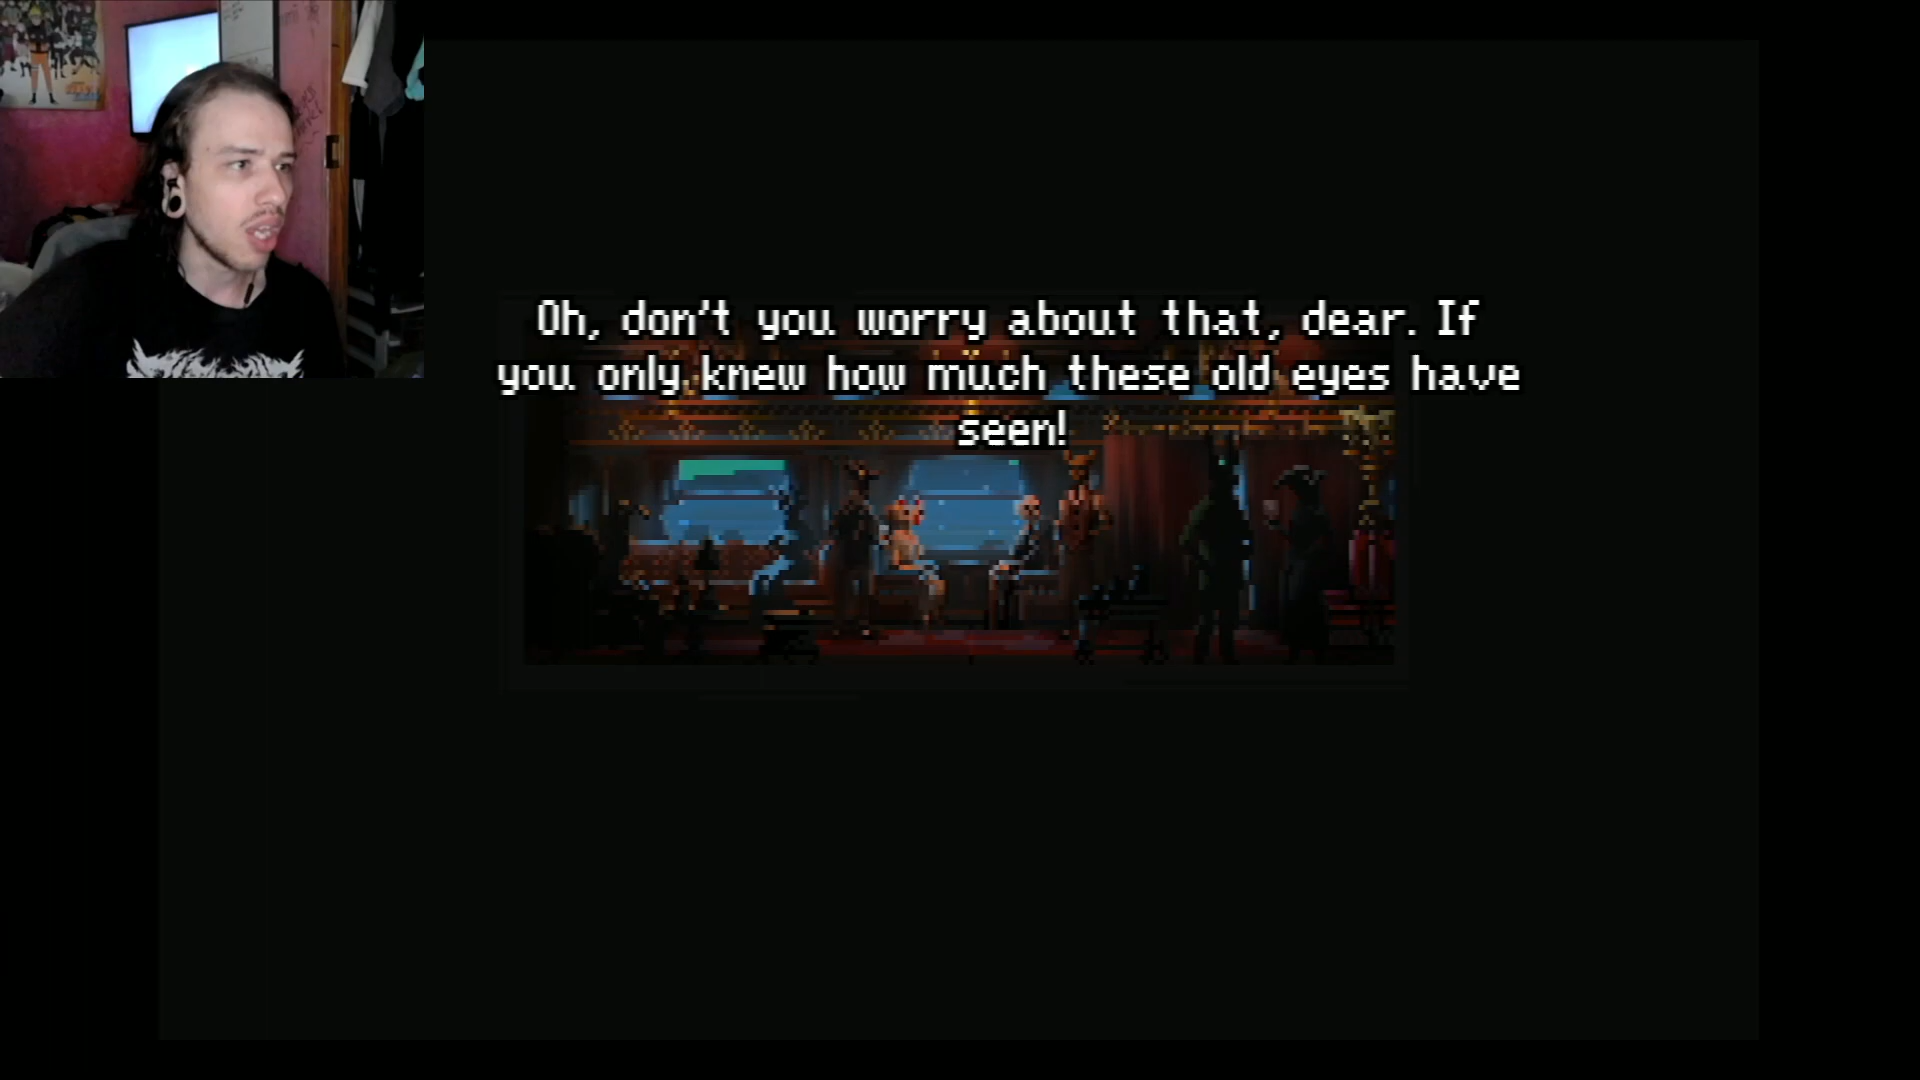 Oh, don't you worry about that, dear. If
you only knew how much these old eyes have
seen!